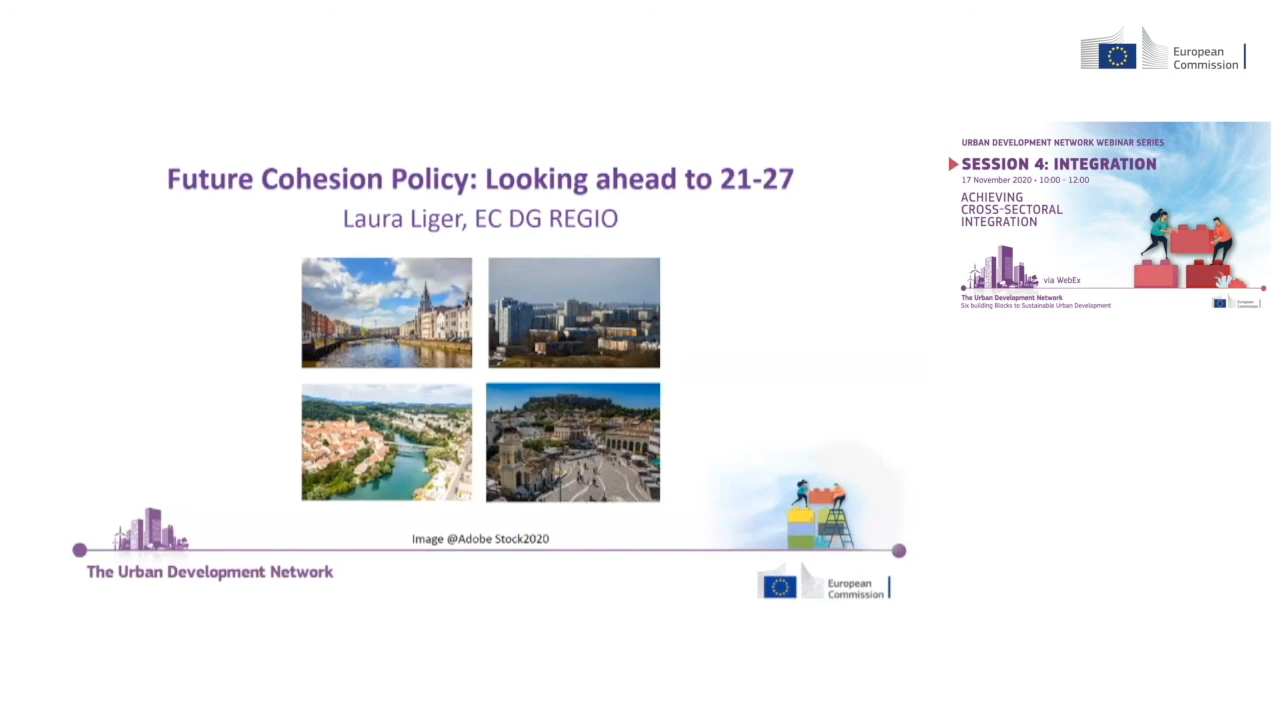 European
Commission
Future Cohesion Policy: Looking ahead to 21-27
Laura Liger, EC DG REGIO
Image @Adobe Stock2020
The Urban Development Network
European
Commission
URBAN DEVELOPMENT NETWORK WEBINAR SERIES
SESSION 4: INTEGRATION
17 November 2020 • 10:00 - 12:00
ACHIEVING
CROSS-SECTORAL
INTEGRATION
via WebEx
The Urban Development Network
Six building Blocks to Sustainable Urban Development
European
Commission